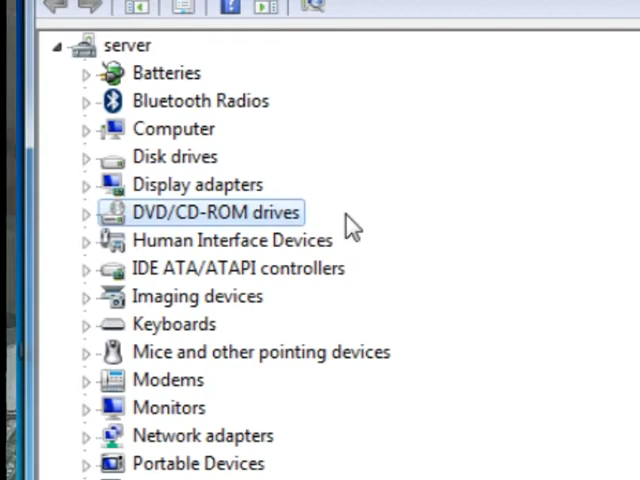 server
Batteries
Bluetooth Radios
Computer
Disk drives
Display adapters
DVD/CD-ROM drives
Human Interface Devices
IDE ATA/ATAPI controllers
Imaging devices
Keyboards
Mice and other pointing devices
Modems
Monitors
Network adapters
Portable Devices